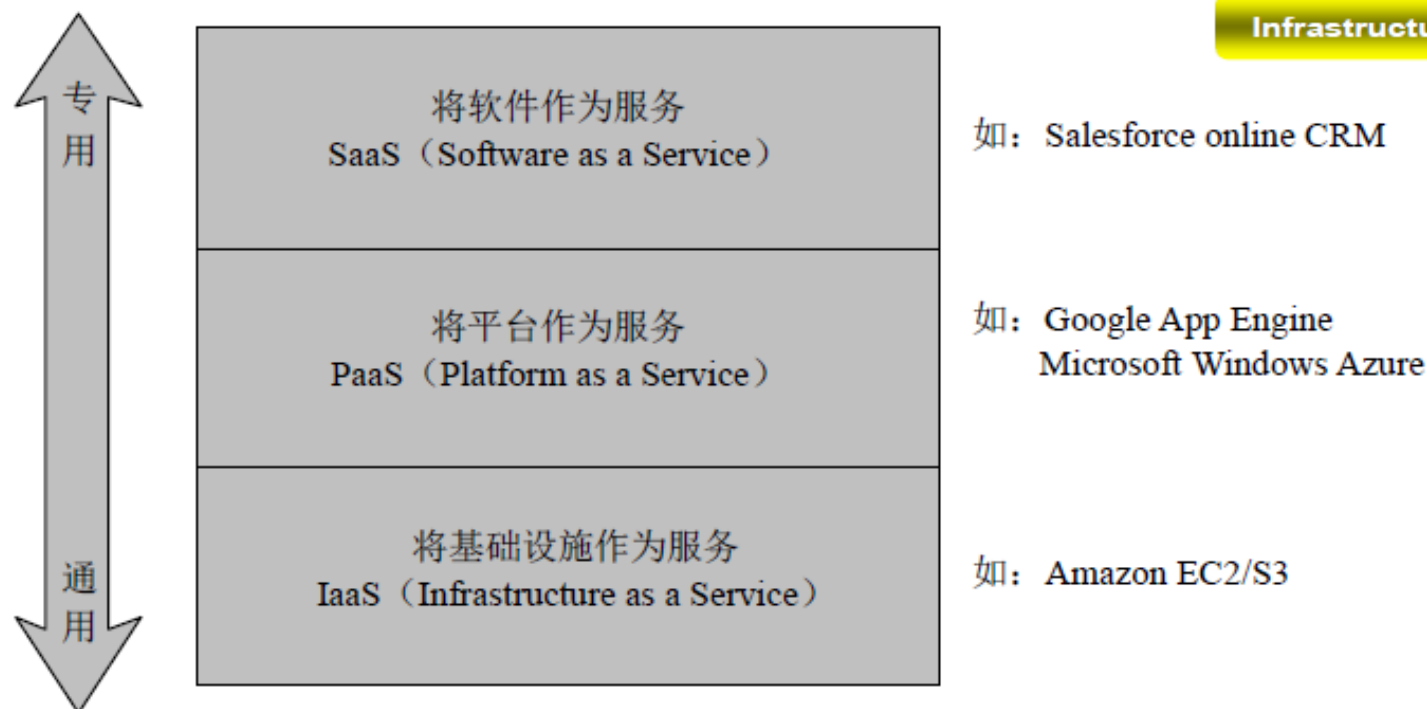 Infrastructu
专
用
将软件作为服务
SaaS（Software as a Service）
如：Salesforce online CRM
将平台作为服务
PaaS（Platform as a Service）
如：Google App Engine
Microsoft Windows Azure
将基础设施作为服务
IaaS（Infrastructure as a Service）
如：Amazon EC2/S3
通
用